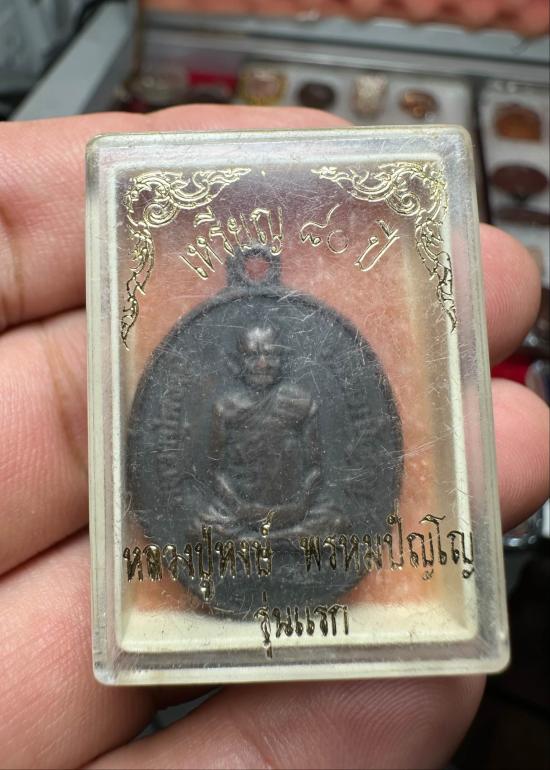 เหรียญ ๘๐ ปี
หลวงปู่หงษ์ พรหมปัญโญ
รุ่นแรก